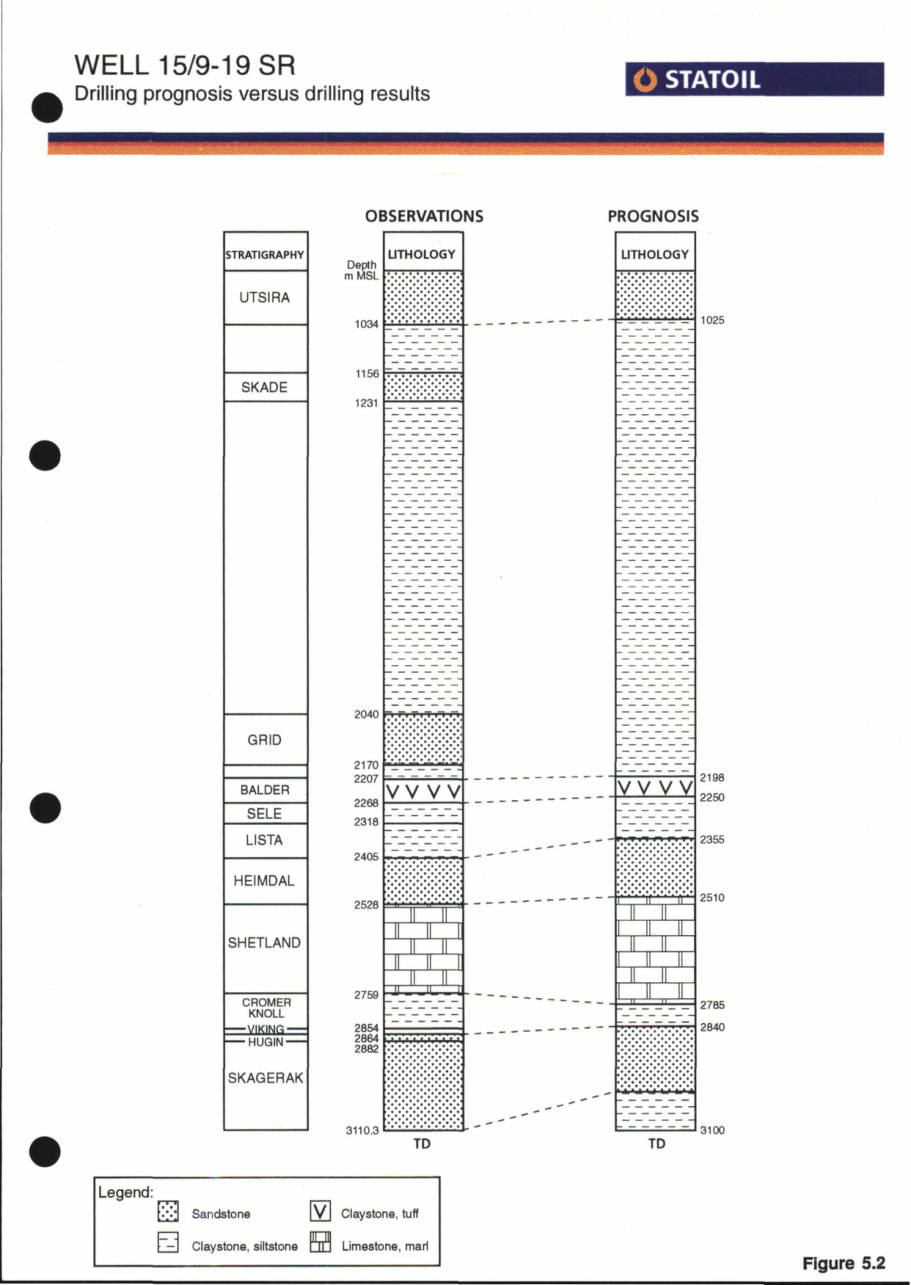 WELL 15/9-19 SR
Drilling prognosis versus drilling results
STATOIL
OBSERVATIONS
PROGNOSIS
STRATIGRAPHY
LITHOLOGY
LITHOLOGY
Depth
m MSL
UTSIRA
1034
1025
1156
SKADE
1231
2040
GRID
2170
2207
2198
BALDER
V V V V
V V V V
2268
2250
SELE
2318
LISTA
2355
2405
HEIMDAL
2528
2510
SHETLAND
2759
2785
CROMER
KNOLL
2854
2840
VIKING
2864
HUGIN
2882
SKAGERAK
3110,3
3100
TD
TD
Legend:
Sandstone
V Claystone, tuff
Claystone, siltstone
Limestone, marl
Figure 5.2